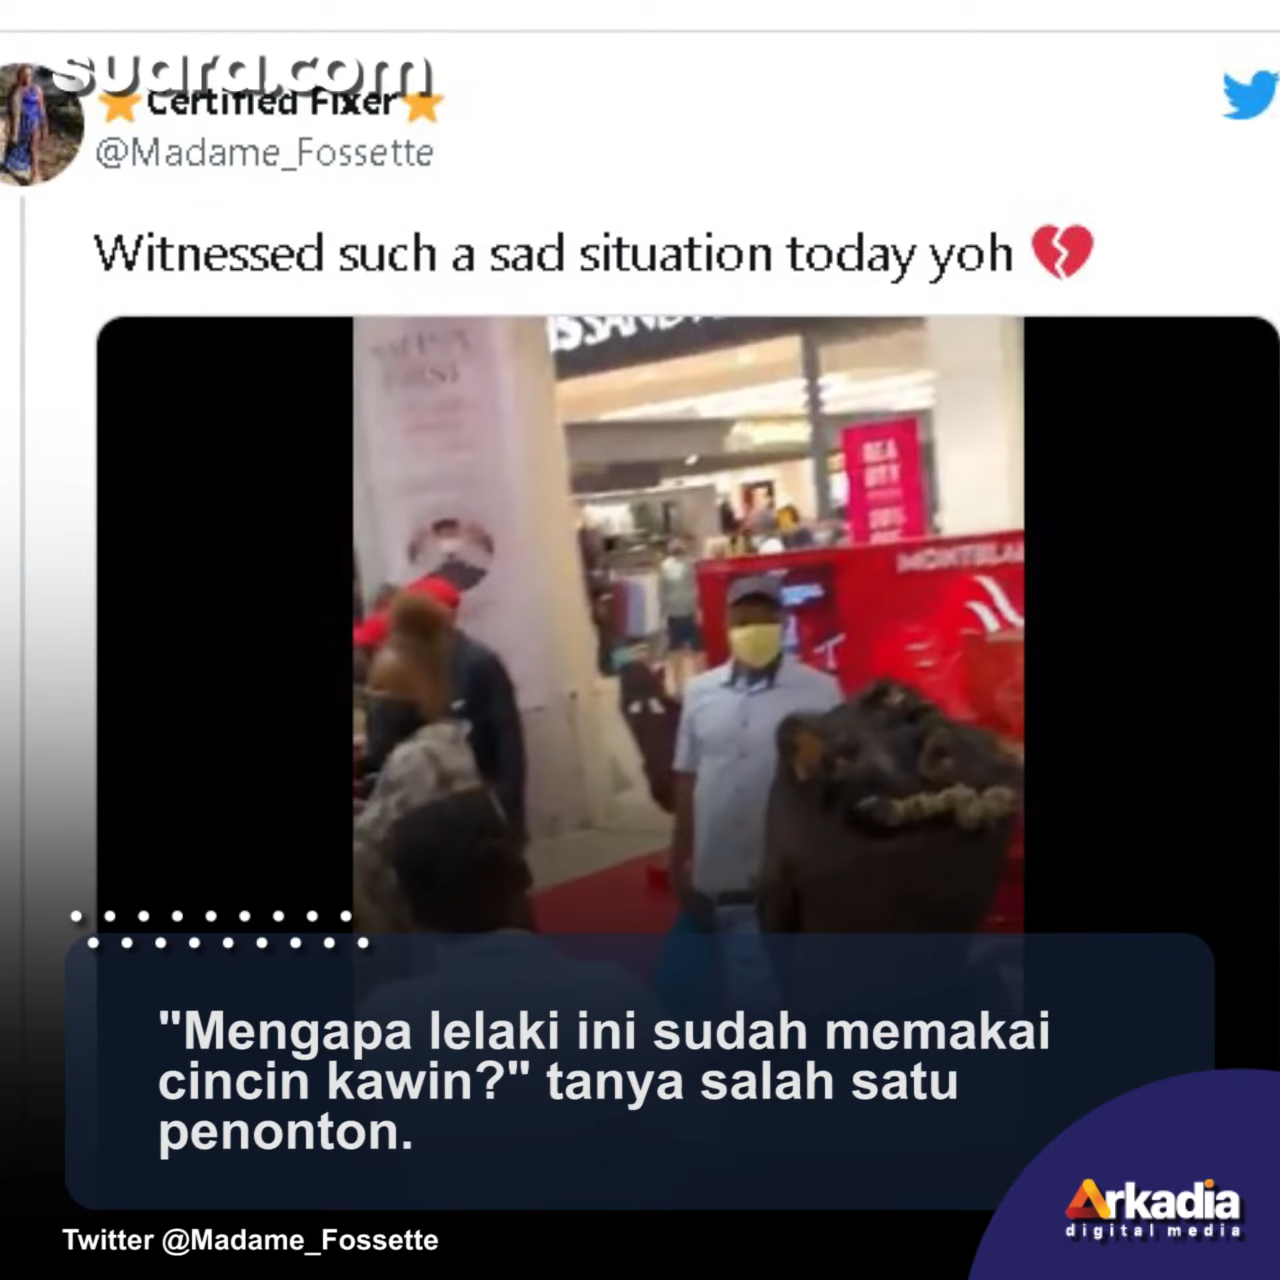 suara.com
Certified Fixer
@Madame_Fossette
Witnessed such a sad situation today yoh
"Mengapa lelaki ini sudah memakai
cincin kawin?" tanya salah satu
penonton.
Arkadia
digital media
Twitter @Madame_Fossette